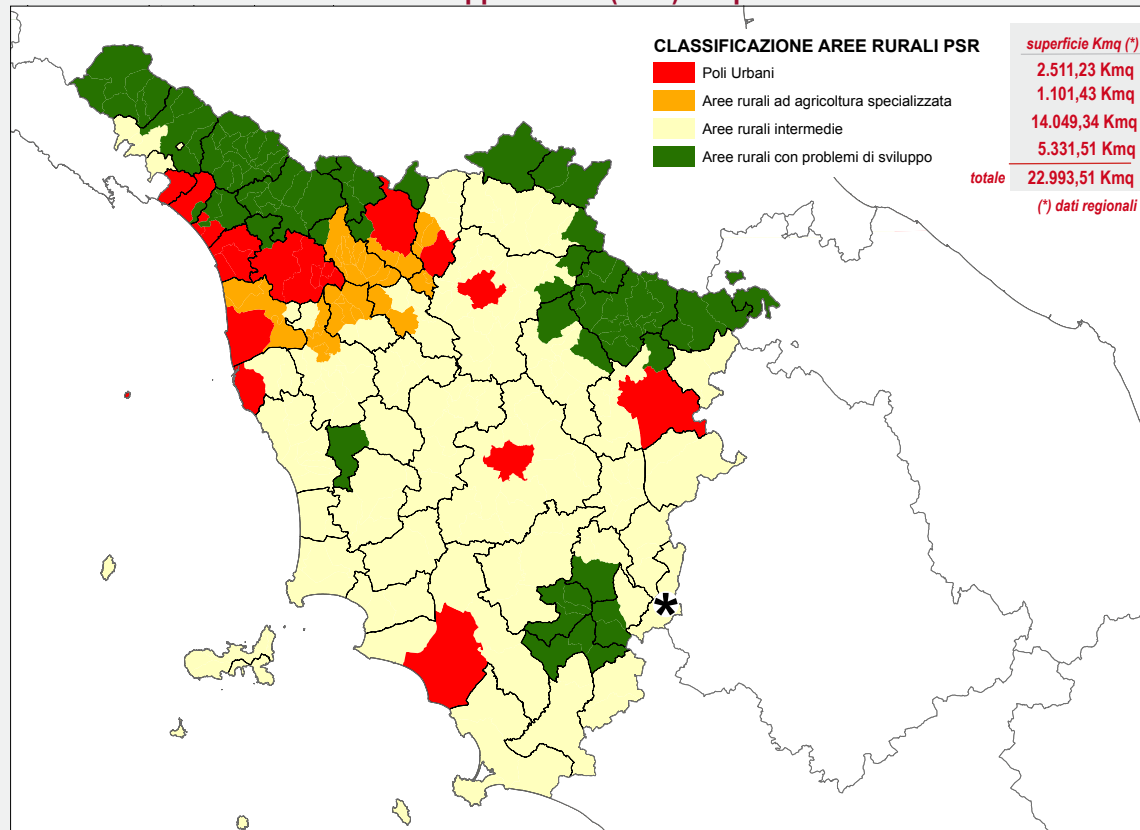 CLASSIFICAZIONE AREE RURALI PSR
superficie Kmq (*)
Poli Urbani
2.511,23 Kmq
Aree rurali ad agricoltura specializzata
1.101,43 Kmq
Aree rurali intermedie
14.049,34 Kmq
Aree rurali con problemi di sviluppo
5.331,51 Kmq
totale 22.993,51 Kmq
(*) dati regionali
*